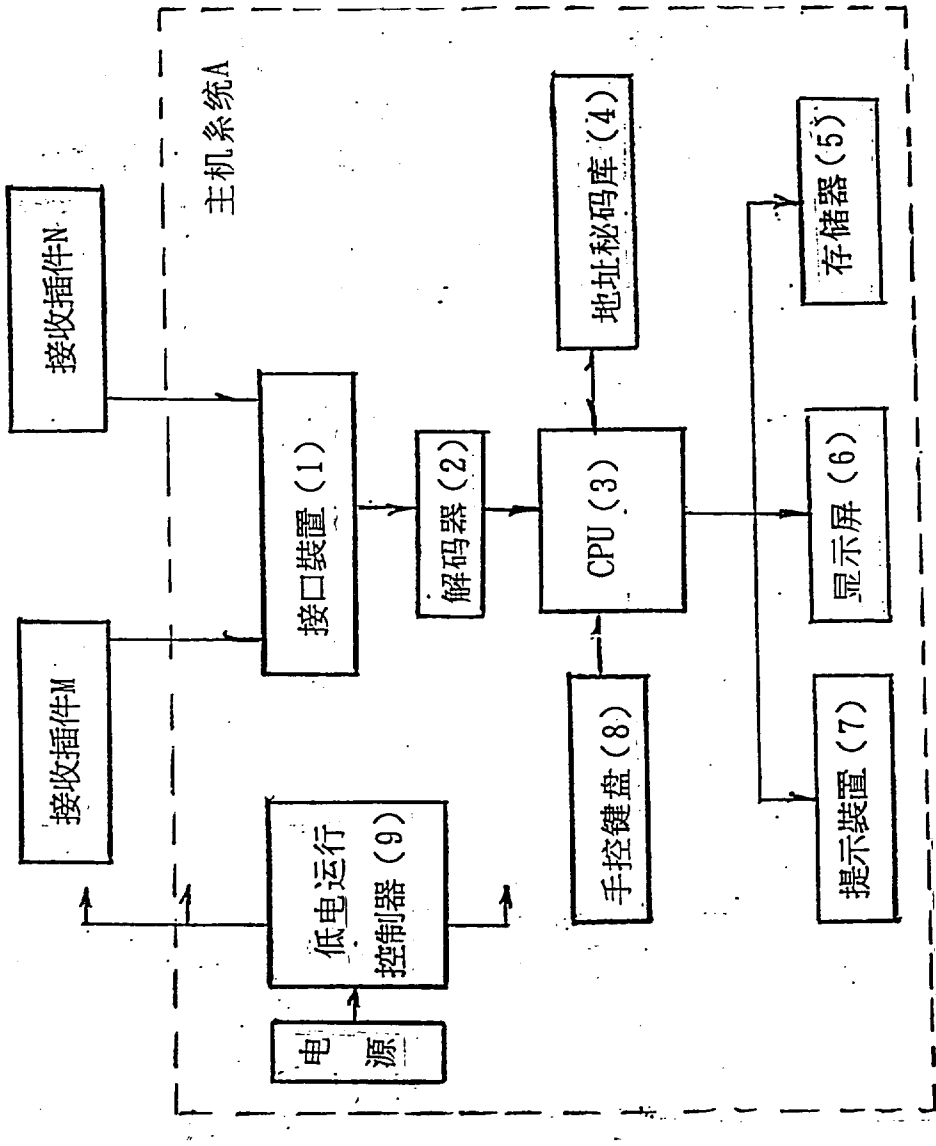 接收插件M
接收插件N
主机系统A
电源
低电运行
控制器(9)
接口装置(1)
解码器(2)
手控键盘(8)
CPU(3)
地址秘码库(4)
提示装置(7)
显示屏(6)
存储器(5)